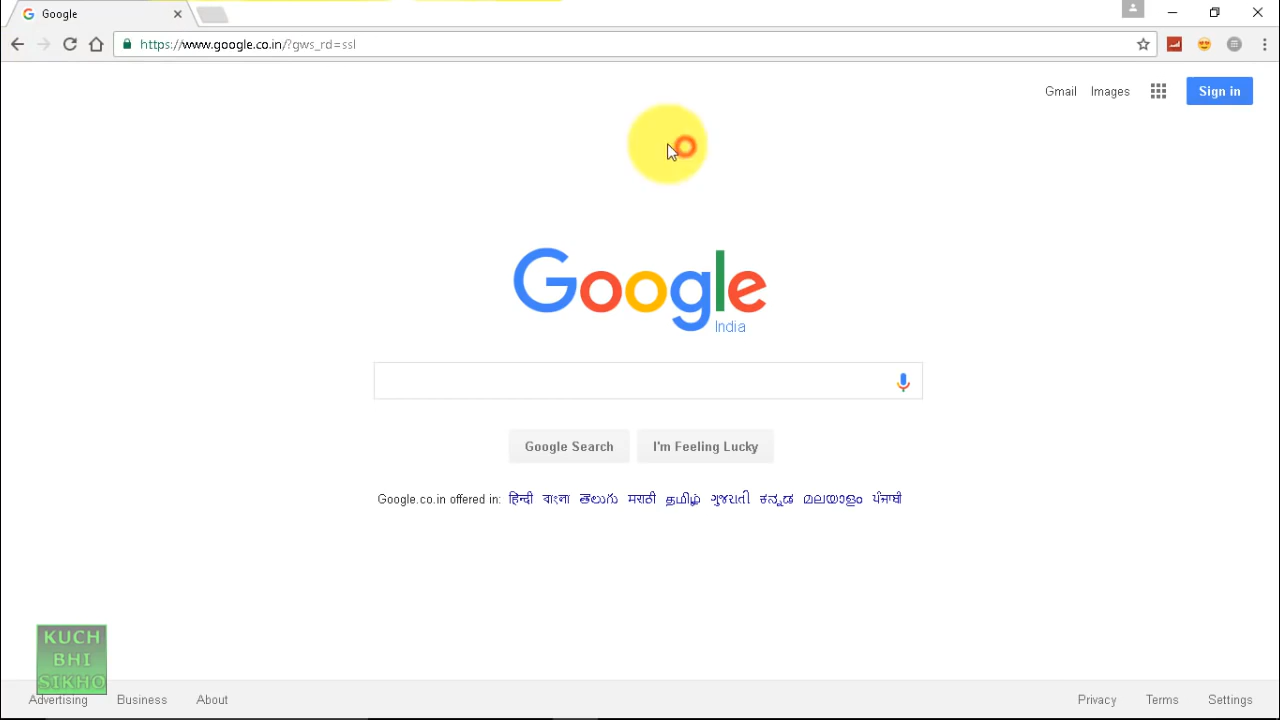 Google
https://www.google.co.in/?gws_rd=ssl
Gmail Images Sign in
Google
India
Google Search I'm Feeling Lucky
Google.co.in offered in: हिन्दी বাংলা తెలుగు मराठी தமிழ் ગુજરાતી ಕನ್ನಡ മലയാളം ਪੰਜਾਬੀ
KUCH
BHI
SIKHO
Advertising Business About Privacy Terms Settings